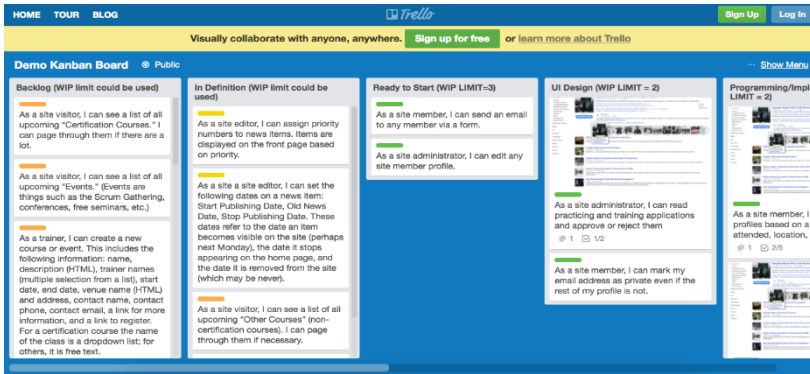 HOME TOUR BLOG
Trello
Sign Up Log In
Visually collaborate with anyone, anywhere. Sign up for free or learn more about Trello
Demo Kanban Board Public
··· Show Menu
Backlog (WIP limit could be used)
As a site visitor, I can see a list of all
upcoming "Certification Courses." I
can page through them if there are a
lot.
As a site visitor, I can see a list of all
upcoming "Events." (Events are
things such as the Scrum Gathering,
conferences, free seminars, etc.)
As a trainer, I can create a new
course or event. This includes the
following information: name,
description (HTML), trainer names
(multiple selection from a list), start
date, end date, venue name (HTML)
and address, contact name, contact
phone, contact email, a link for more
information, and a link to register.
For a certification course the name
of the class is a dropdown list; for
others, it is free text.
In Definition (WIP limit could be
used)
As a site editor, I can assign priority
numbers to news items. Items are
displayed on the front page based
on priority.
As a site a site editor, I can set the
following dates on a news item:
Start Publishing Date, Old News
Date, Stop Publishing Date. These
dates refer to the date an item
becomes visible on the site (perhaps
next Monday), the date it stops
appearing on the home page, and
the date it is removed from the site
(which may be never).
As a site visitor, I can see a list of all
upcoming "Other Courses" (non-
certification courses). I can page
through them if necessary.
Ready to Start (WIP LIMIT=3)
As a site member, I can send an email
to any member via a form.
As a site administrator, I can edit any
site member profile.
UI Design (WIP LIMIT = 2)
As a site administrator, I can read
practicing and training applications
and approve or reject them
1 1/2
As a site member, I can mark my
email address as private even if the
rest of my profile is not.
Programming/Impl
LIMIT = 2)
As a site member, I
profiles based on a
attended, location,
1 2/5